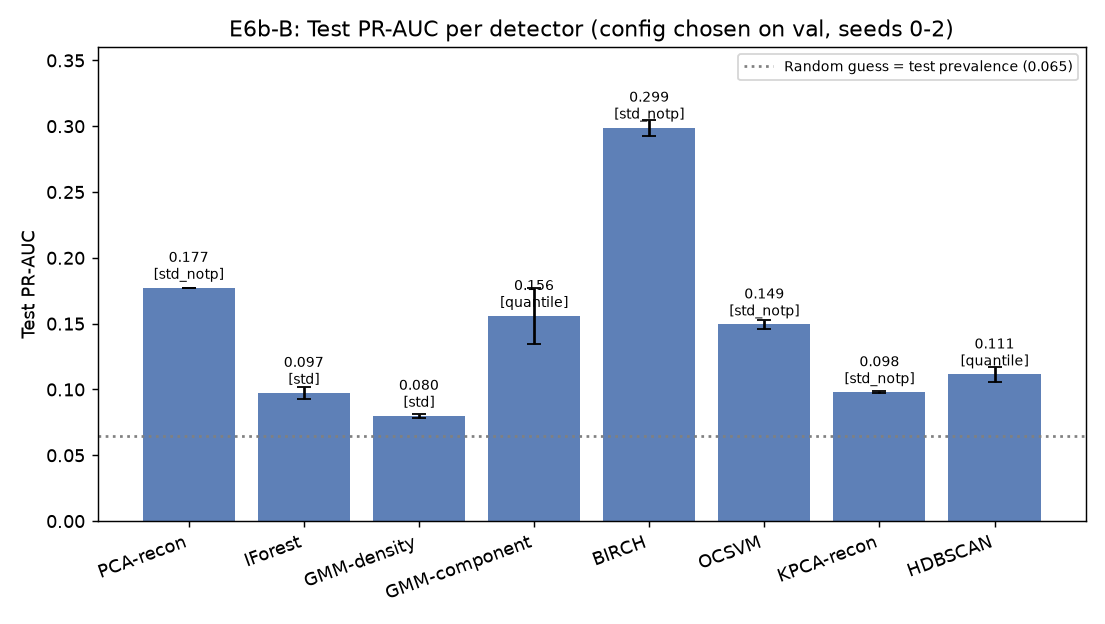 E6b-B: Test PR-AUC per detector (config chosen on val, seeds 0-2)
Random guess = test prevalence (0.065)
Test PR-AUC
0.35
0.30
0.25
0.20
0.15
0.10
0.05
0.00
0.177
[std_notp]
0.097
[std]
0.080
[std]
0.156
[quantile]
0.299
[std_notp]
0.149
[std_notp]
0.098
[std_notp]
0.111
[quantile]
PCA-recon
IForest
GMM-density
GMM-component
BIRCH
OCSVM
KPCA-recon
HDBSCAN